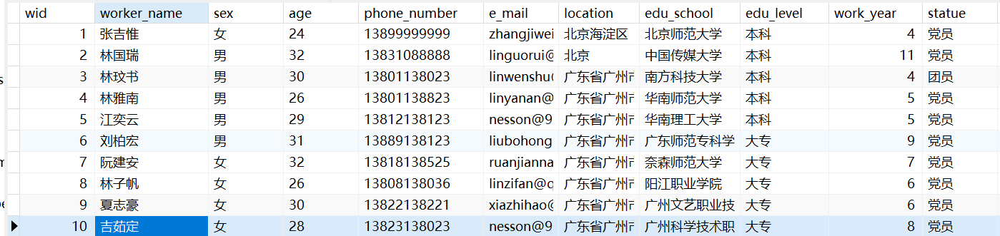 wid worker_name sex age phone_number e_mail location edu_school edu_level work_year statue
1 张吉惟 女 24 13899999999 zhangjiwei 北京海淀区 北京师范大学 本科 4 党员
2 林国瑞 男 32 13831088888 linguorui@ 北京 中国传媒大学 本科 11 党员
3 林玟书 男 30 13801138023 linwenshu 广东省广州 南方科技大学 本科 4 团员
4 林雅南 男 26 13801138823 linyanan@ 广东省广州 华南师范大学 本科 5 党员
5 江奕云 男 29 13812138123 nesson@9 广东省广州 华南理工大学 本科 5 党员
6 刘柏宏 男 31 13889138123 liubohong 广东省广州 广东师范专科学 大专 9 党员
7 阮建安 女 32 13818138525 ruanjianna 广东省广州 奈森师范大学 大专 7 党员
8 林子帆 女 26 13808138036 linzifan@q 广东省广州 阳江职业学院 大专 6 党员
9 夏志豪 女 30 13822138221 xiazhihao@ 广东省广州 广州文艺职业技 大专 6 党员
10 吉茹定 女 28 13823138023 nesson@9 广东省广州 广州科学技术职 大专 8 党员